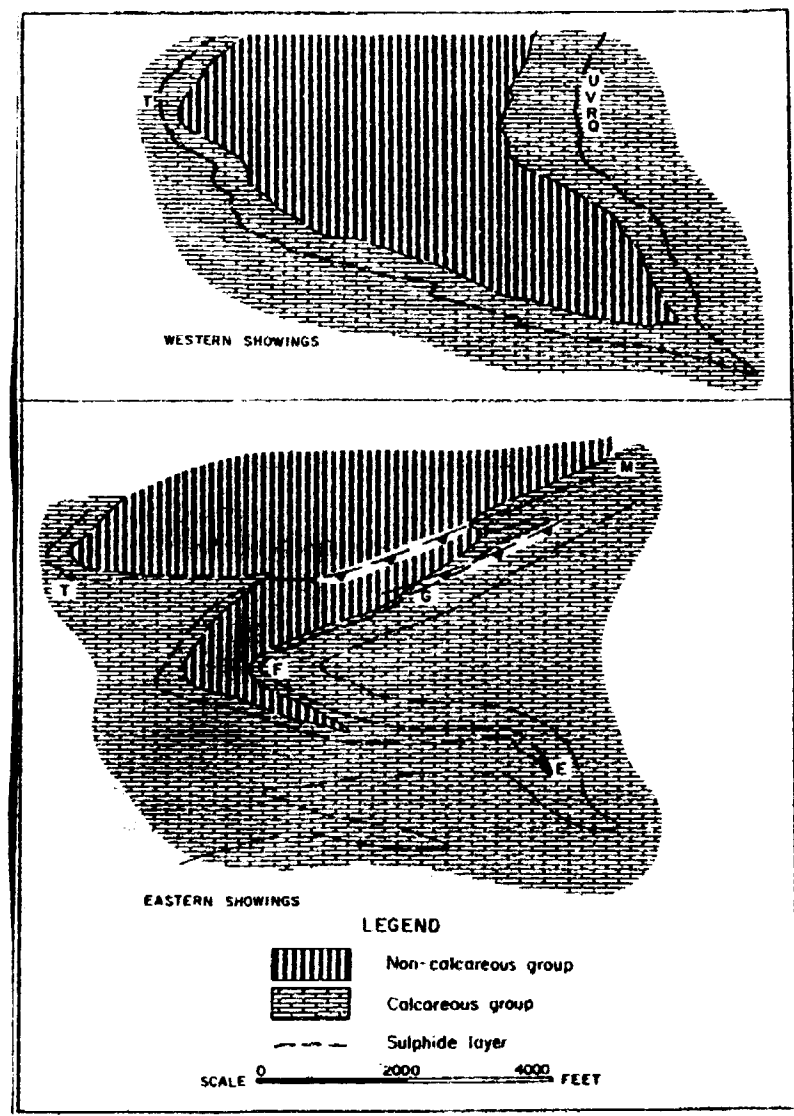 T
U
V
R
Q
WESTERN SHOWINGS
M
T
G
F
E
EASTERN SHOWINGS
LEGEND
Non-calcareous group
Calcareous group
Sulphide layer
SCALE 0 2000 4000 FEET